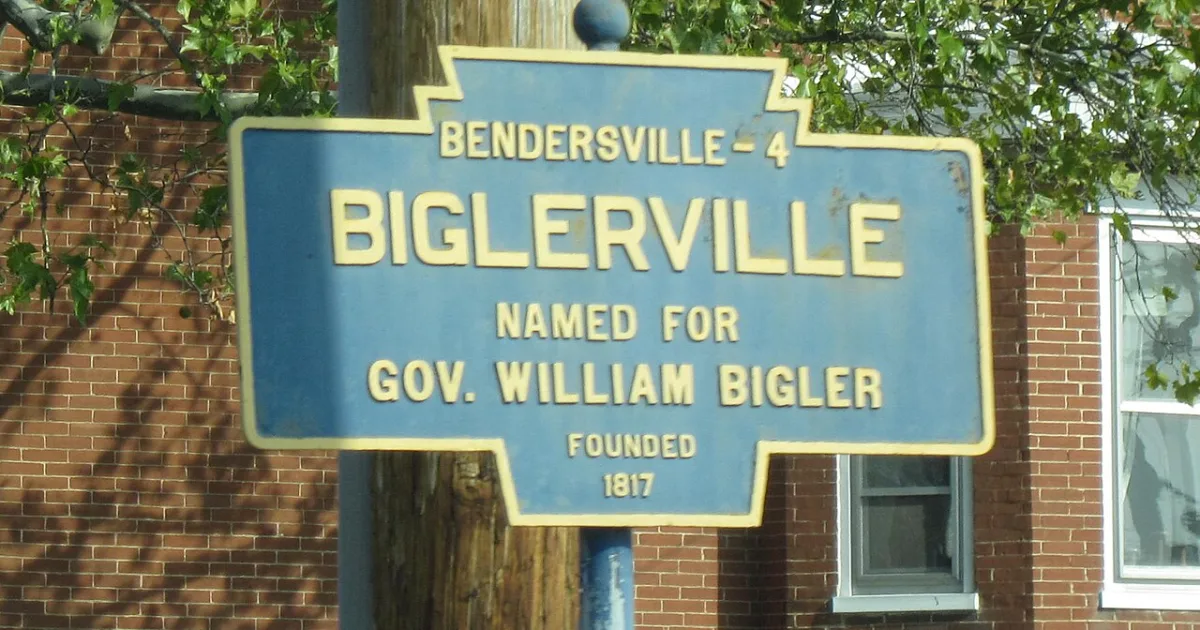 BENDERSVILLE - 4
BIGLERVILLE
NAMED FOR
GOV. WILLIAM BIGLER
FOUNDED
1817